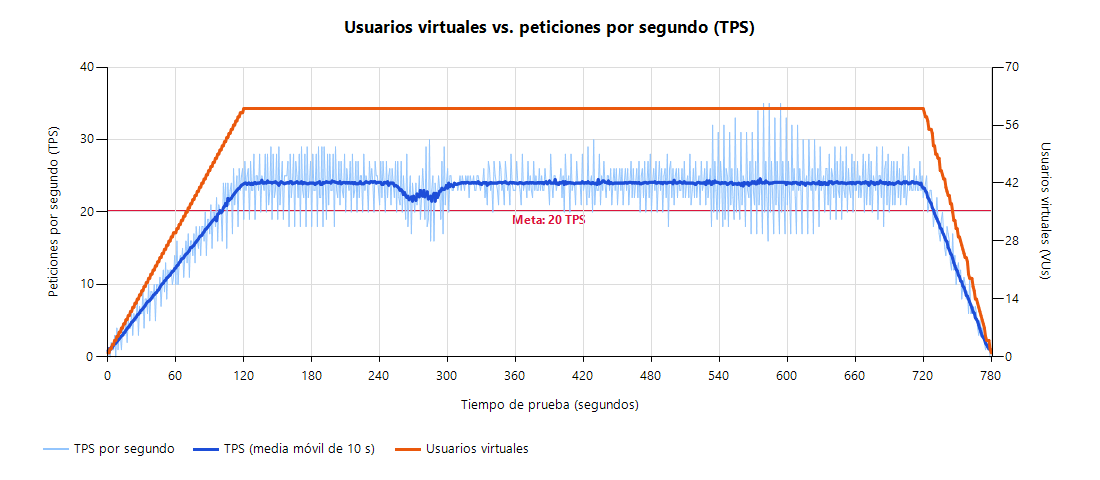 Usuarios virtuales vs. peticiones por segundo (TPS)
Peticiones por segundo (TPS)
40
30
20
10
0
70
56
42
28
14
0
Usuarios virtuales (VUs)
Meta: 20 TPS
0 60 120 180 240 300 360 420 480 540 600 660 720 780
Tiempo de prueba (segundos)
TPS por segundo TPS (media móvil de 10 s) Usuarios virtuales